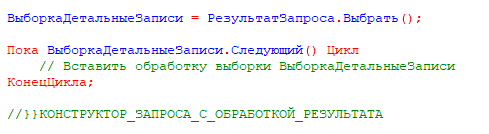 ВыборкаДетальныеЗаписи = РезультатЗапроса.Выбрать();
Пока ВыборкаДетальныеЗаписи.Следующий() Цикл
// Вставить обработку выборки ВыборкаДетальныеЗаписи
КонецЦикла;
//}}КОНСТРУКТОР_ЗАПРОСА_С_ОБРАБОТКОЙ_РЕЗУЛЬТАТА